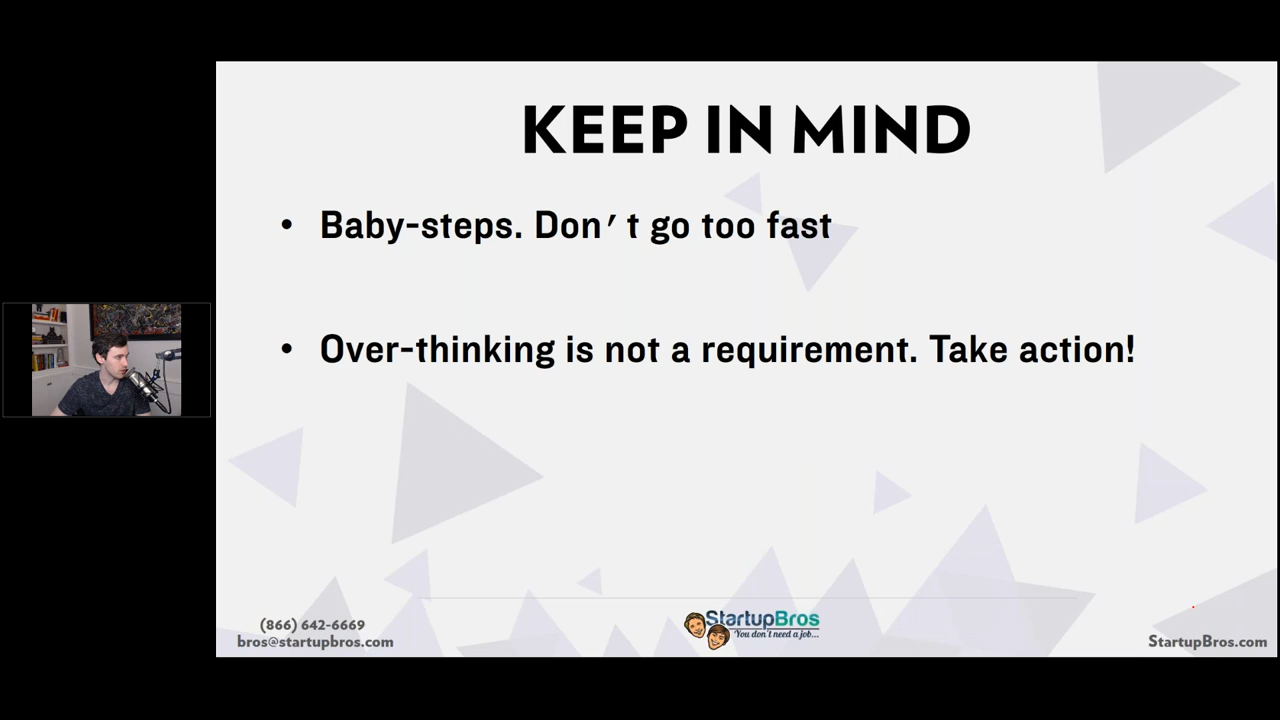 KEEP IN MIND
• Baby-steps. Don't go too fast
• Over-thinking is not a requirement. Take action!
(866) 642-6669
bros@startupbros.com
StartupBros
"You don't need a job...
StartupBros.com